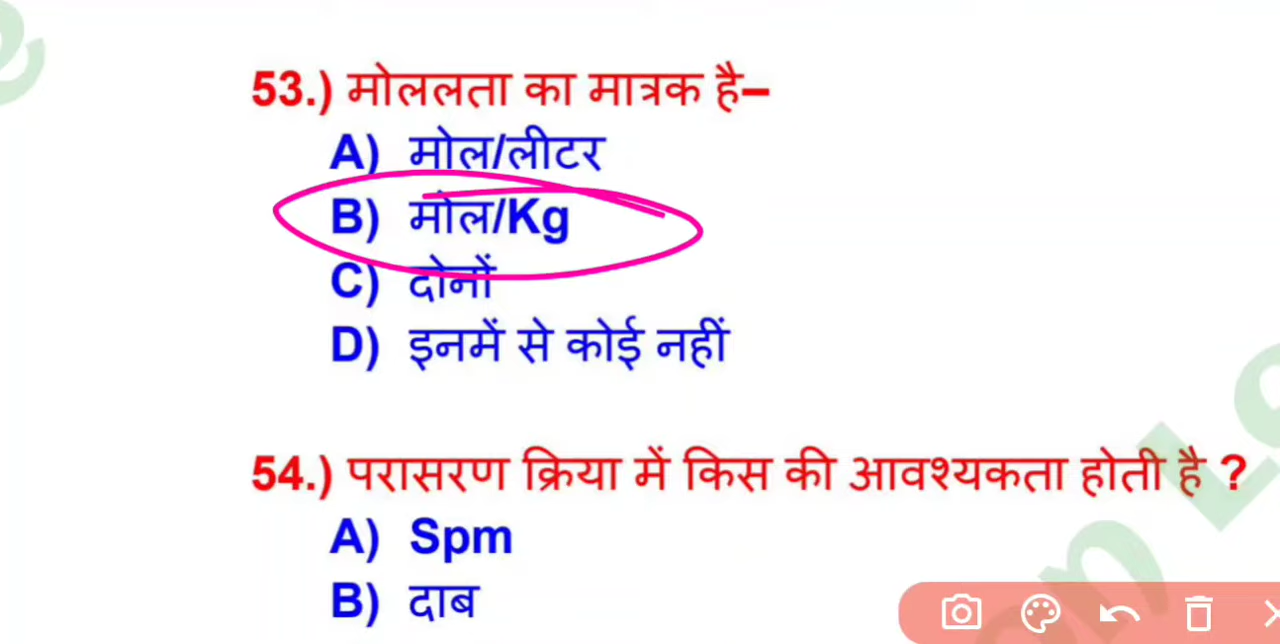 53.) मोललता का मात्रक है–
A) मोल/लीटर
B) मोल/Kg
C) दोनों
D) इनमें से कोई नहीं
54.) परासरण क्रिया में किस की आवश्यकता होती है ?
A) Spm
B) दाब